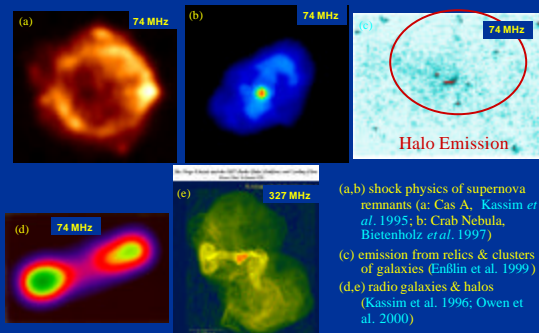 (a) 74 MHz
(b) 74 MHz
(c) 74 MHz
Halo Emission
(d) 74 MHz
(e) 327 MHz
(a,b) shock physics of supernova
remnants (a: Cas A, Kassim et
al. 1995; b: Crab Nebula,
Bietenholz et al. 1997)
(c) emission from relics & clusters
of galaxies (Enßlin et al. 1999)
(d,e) radio galaxies & halos
(Kassim et al. 1996; Owen et
al. 2000)